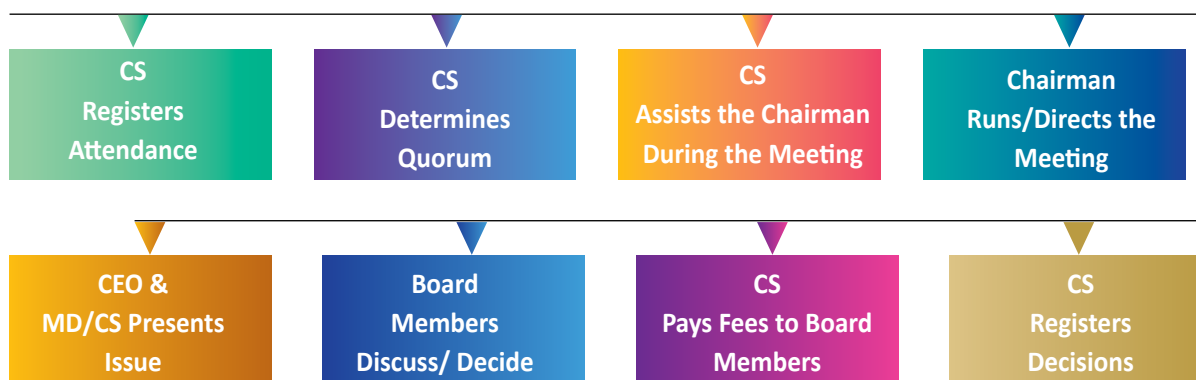 CS
Registers
Attendance
CS
Determines
Quorum
CS
Assists the Chairman
During the Meeting
Chairman
Runs/Directs the
Meeting
CEO &
MD/CS Presents
Issue
Board
Members
Discuss/ Decide
CS
Pays Fees to Board
Members
CS
Registers
Decisions